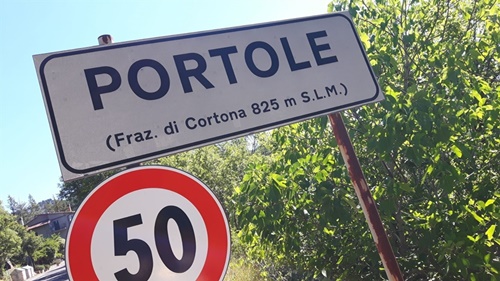 PORTOLE
(Fraz. di Cortona 825 m S.L.M.)
50